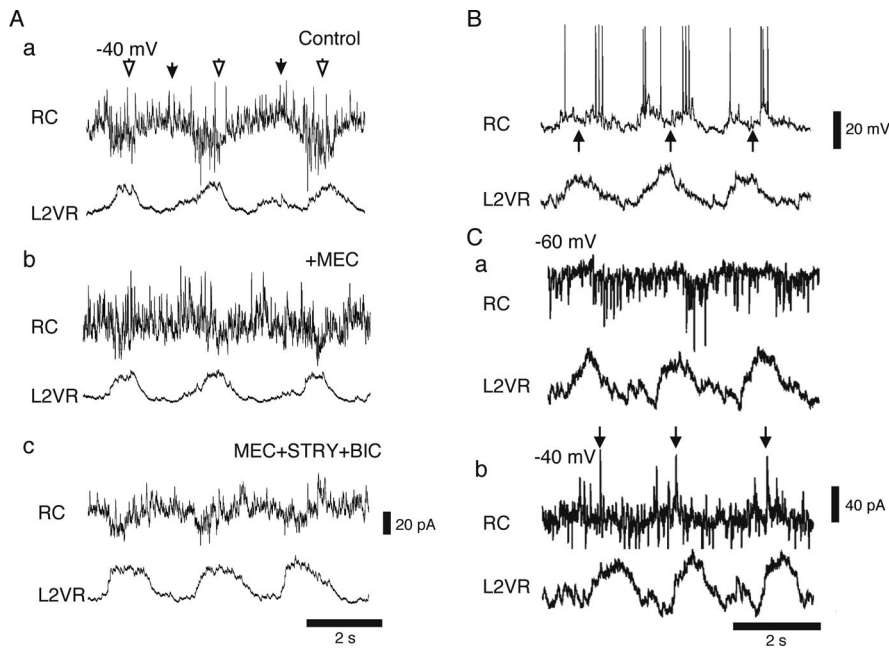 A
a
-40 mV
Control
RC
L2VR
b
+MEC
RC
L2VR
c
MEC+STRY+BIC
RC
20 pA
L2VR
2 s
B
RC
20 mV
L2VR
C
-60 mV
a
RC
L2VR
b
-40 mV
RC
40 pA
L2VR
2 s